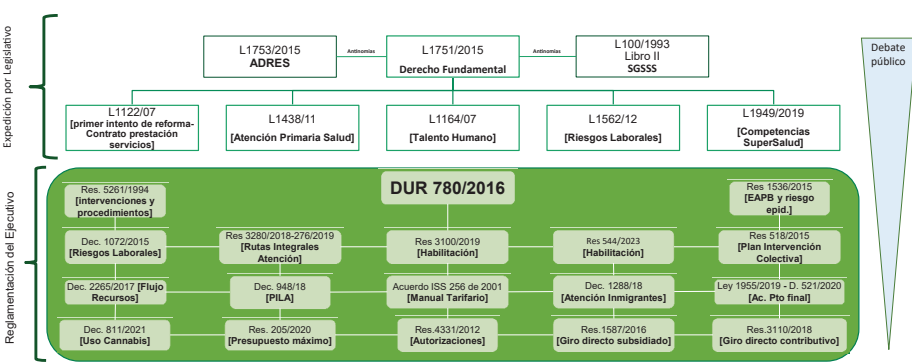 Expedición por Legislativo
L1753/2015
ADRES
Antinomias
L1751/2015
Derecho Fundamental
Antinomias
L100/1993
Libro II
SGSSS
Debate
público
L1122/07
[primer intento de reforma-
Contrato prestación
servicios]
L1438/11
[Atención Primaria Salud]
L1164/07
[Talento Humano]
L1562/12
[Riesgos Laborales]
L1949/2019
[Competencias
SuperSalud]
Reglamentación del Ejecutivo
Res. 5261/1994
[intervenciones y
procedimientos]
DUR 780/2016
Res 1536/2015
[EAPB y riesgo
epid.]
Dec. 1072/2015
[Riesgos Laborales]
Res 3280/2018-276/2019
[Rutas Integrales
Atención]
Res 3100/2019
[Habilitación]
Res 544/2023
[Habilitación]
Res 518/2015
[Plan Intervención
Colectiva]
Dec. 2265/2017 [Flujo
Recursos]
Dec. 948/18
[PILA]
Acuerdo ISS 256 de 2001
[Manual Tarifario]
Dec. 1288/18
[Atención Inmigrantes]
Ley 1955/2019 - D. 521/2020
[Ac. Pto final]
Dec. 811/2021
[Uso Cannabis]
Res. 205/2020
[Presupuesto máximo]
Res.4331/2012
[Autorizaciones]
Res.1587/2016
[Giro directo subsidiado]
Res.3110/2018
[Giro directo contributivo]